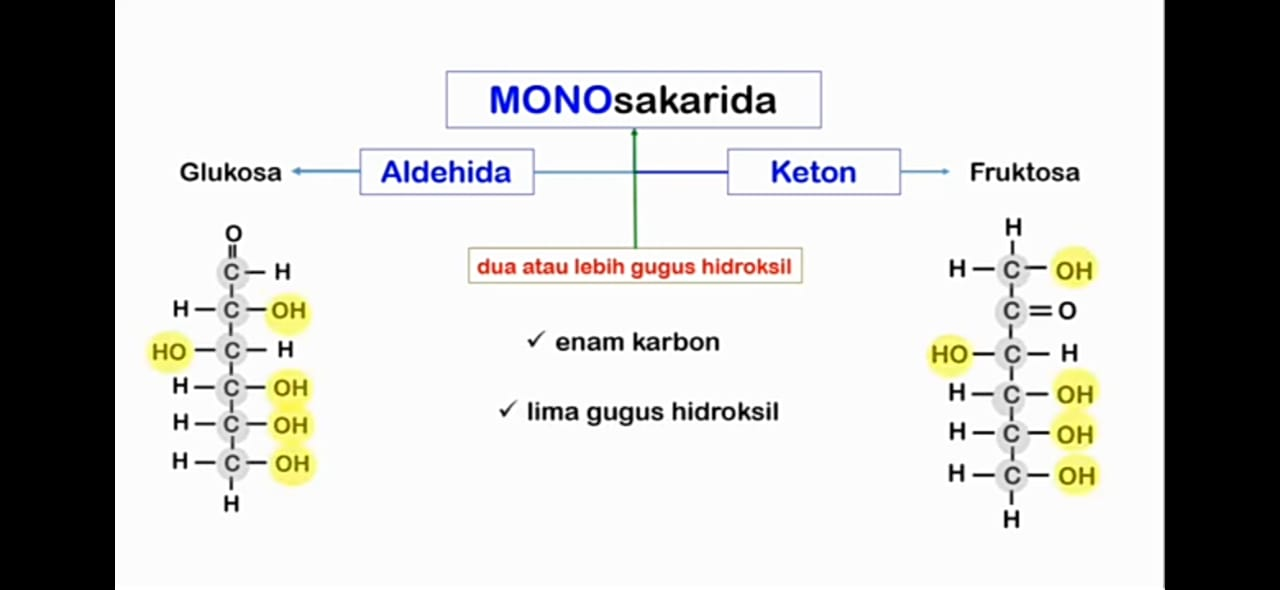 MONOsakarida
Glukosa
Aldehida
Keton
Fruktosa
dua atau lebih gugus hidroksil
✓ enam karbon
✓ lima gugus hidroksil
O
C H
H C OH
HO C H
H C OH
H C OH
H C OH
H
H
H C OH
C=O
HO C H
H C OH
H C OH
H C OH
H